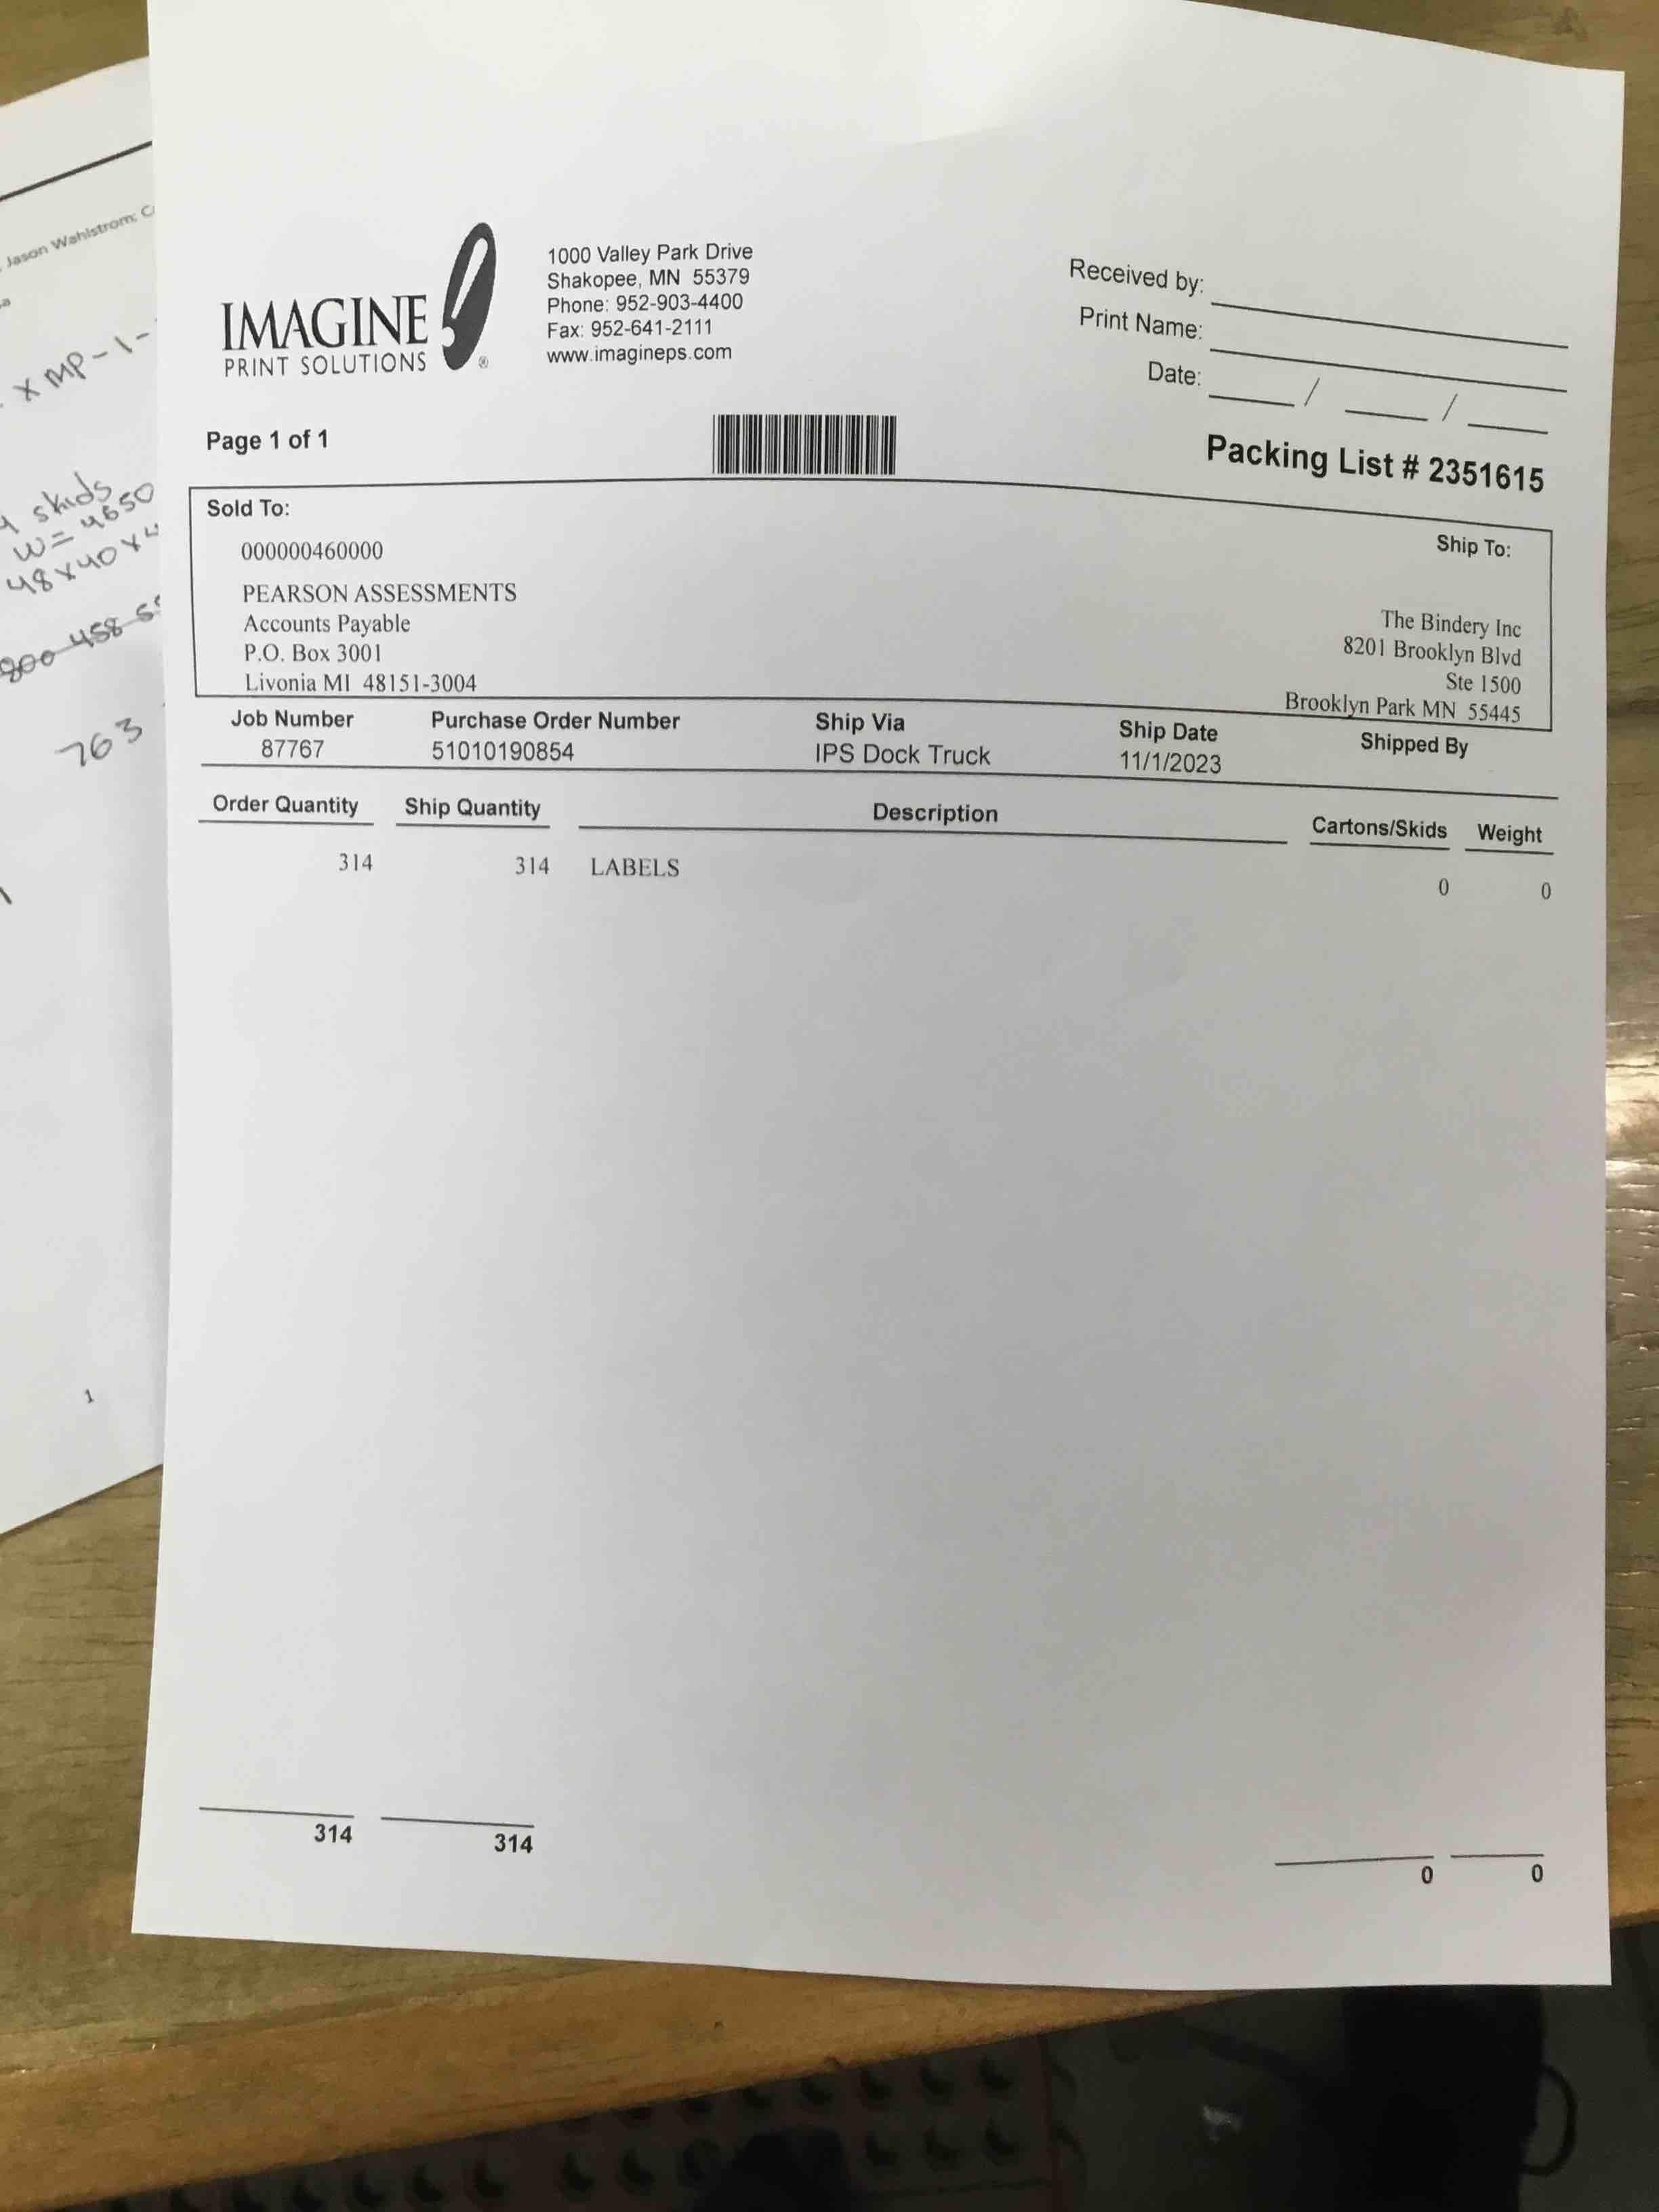 Jason Wahlstrom; C
x MP-1-
skids
W= 4650
48x40x4
800 458 5
763
1
IMAGINE
PRINT SOLUTIONS ®
1000 Valley Park Drive
Shakopee, MN 55379
Phone: 952-903-4400
Fax: 952-641-2111
www.imagineps.com
Received by:
Print Name:
Date: / /
Page 1 of 1
Packing List # 2351615
Sold To:
000000460000
PEARSON ASSESSMENTS
Accounts Payable
P.O. Box 3001
Livonia MI 48151-3004
Ship To:
The Bindery Inc
8201 Brooklyn Blvd
Ste 1500
Brooklyn Park MN 55445
Job Number Purchase Order Number Ship Via Ship Date Shipped By
87767 51010190854 IPS Dock Truck 11/1/2023
Order Quantity Ship Quantity Description Cartons/Skids Weight
314 314 LABELS 0 0
314 314 0 0